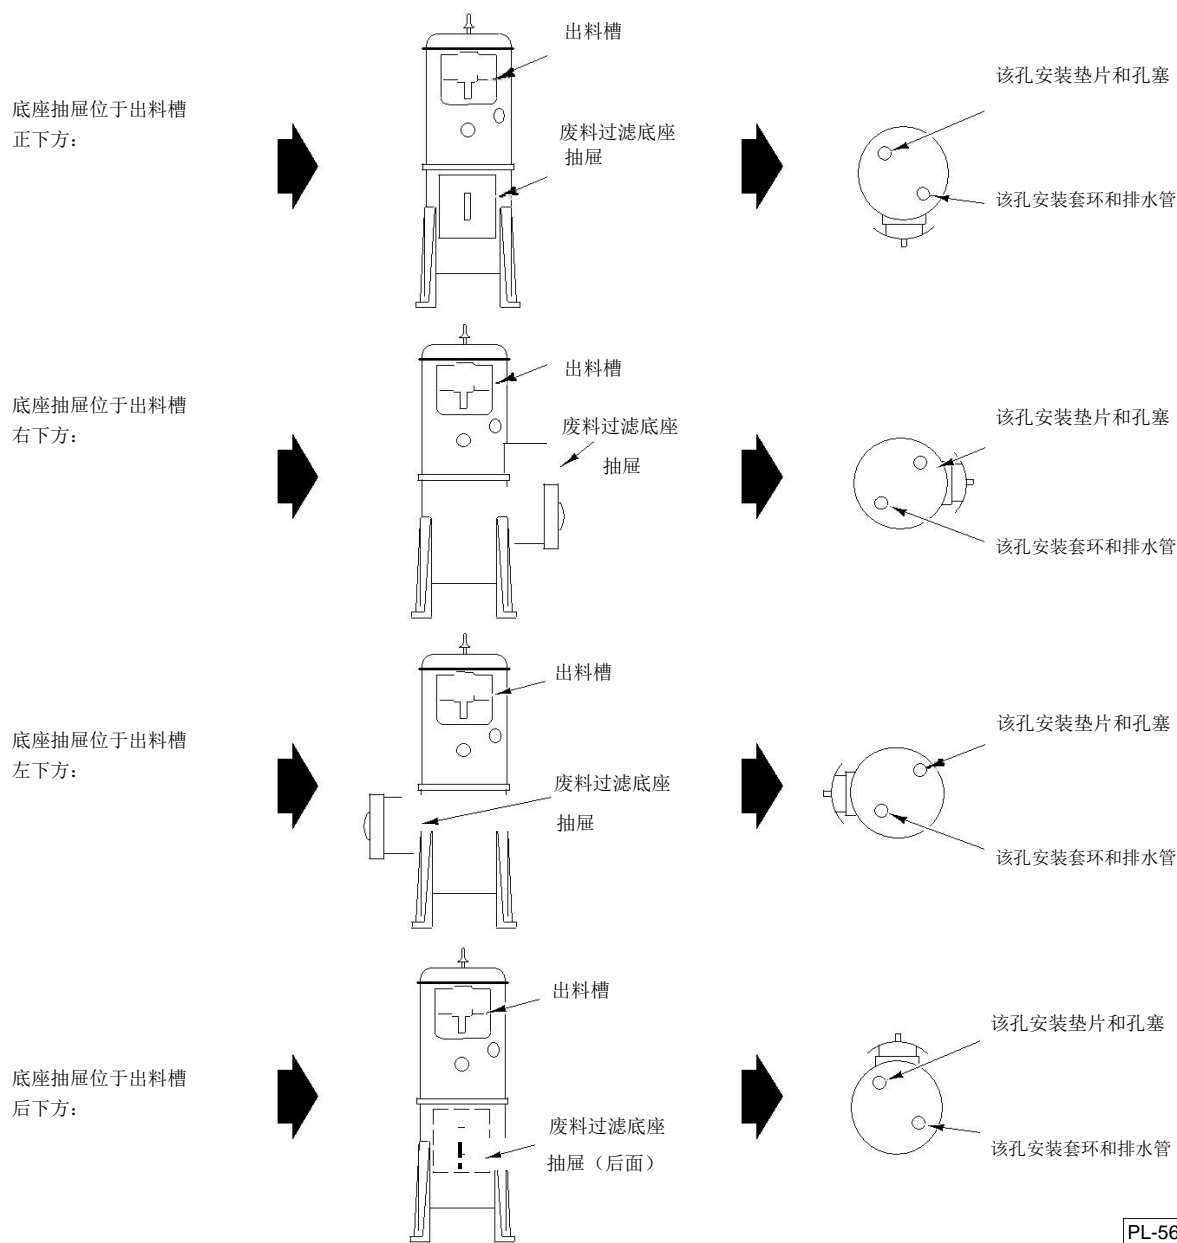 底座抽屉位于出料槽
正下方：
出料槽
废料过滤底座
抽屉
该孔安装垫片和孔塞
该孔安装套环和排水管
底座抽屉位于出料槽
右下方：
出料槽
废料过滤底座
抽屉
该孔安装垫片和孔塞
该孔安装套环和排水管
底座抽屉位于出料槽
左下方：
出料槽
废料过滤底座
抽屉
该孔安装垫片和孔塞
该孔安装套环和排水管
底座抽屉位于出料槽
后下方：
出料槽
废料过滤底座
抽屉（后面）
该孔安装垫片和孔塞
该孔安装套环和排水管
PL-56